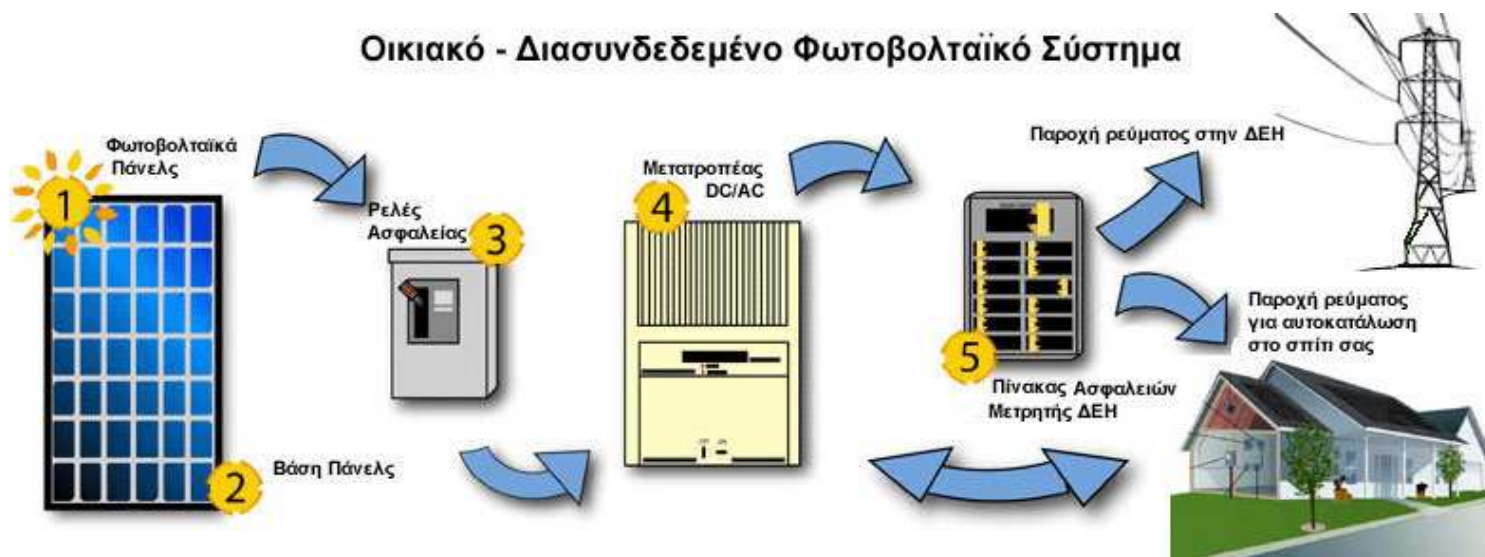 Οικιακό - Διασυνδεδεμένο Φωτοβολταϊκό Σύστημα
Φωτοβολταϊκά
Πάνελς
1
Ρελές
Ασφαλείας
3
Μετατροπέας
DC/AC
4
Παροχή ρεύματος στην ΔΕΗ
Παροχή ρεύματος
για αυτοκατάλωση
στο σπίτι σας
5
Πίνακας Ασφαλειών
Μετρητής ΔΕΗ
Βάση Πάνελς
2